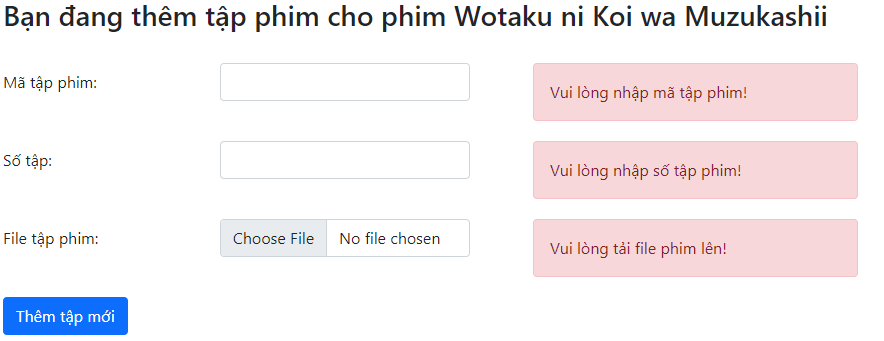 Bạn đang thêm tập phim cho phim Wotaku ni Koi wa Muzukashii
Mã tập phim:
Vui lòng nhập mã tập phim!
Số tập:
Vui lòng nhập số tập phim!
File tập phim:
Choose File No file chosen
Vui lòng tải file phim lên!
Thêm tập mới